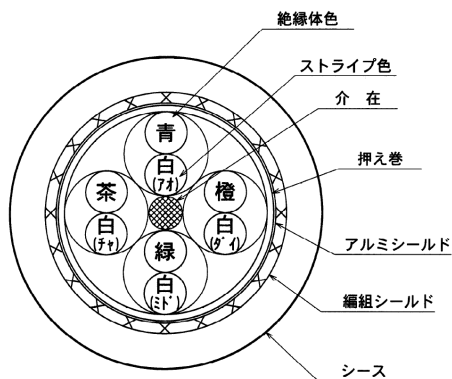 絶縁体色
ストライプ色
介 在
押え巻
アルミシールド
編組シールド
シース
青
白
(アオ)
茶
白
(チャ)
橙
白
(ダイ)
緑
白
(ミド)